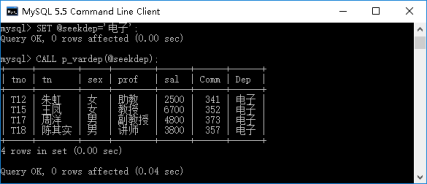 MySQL 5.5 Command Line Client
mysql> SET @seekdep='电子';
Query OK, 0 rows affected (0.00 sec)
mysql> CALL p_vardep(@seekdep);
| tno | tn | sex | prof | sal | Comm | Dep |
| T12 | 朱虹 | 女 | 助教 | 2500 | 341 | 电子
| T15 | 王凤 | 女 | 教授 | 6700 | 352 | 电子
| T17 | 周洋 | 男 | 副教授 | 4800 | 373 | 电子
| T18 | 陈其实 | 男 | 讲师 | 3800 | 357 | 电子
4 rows in set (0.00 sec)
Query OK, 0 rows affected (0.04 sec)